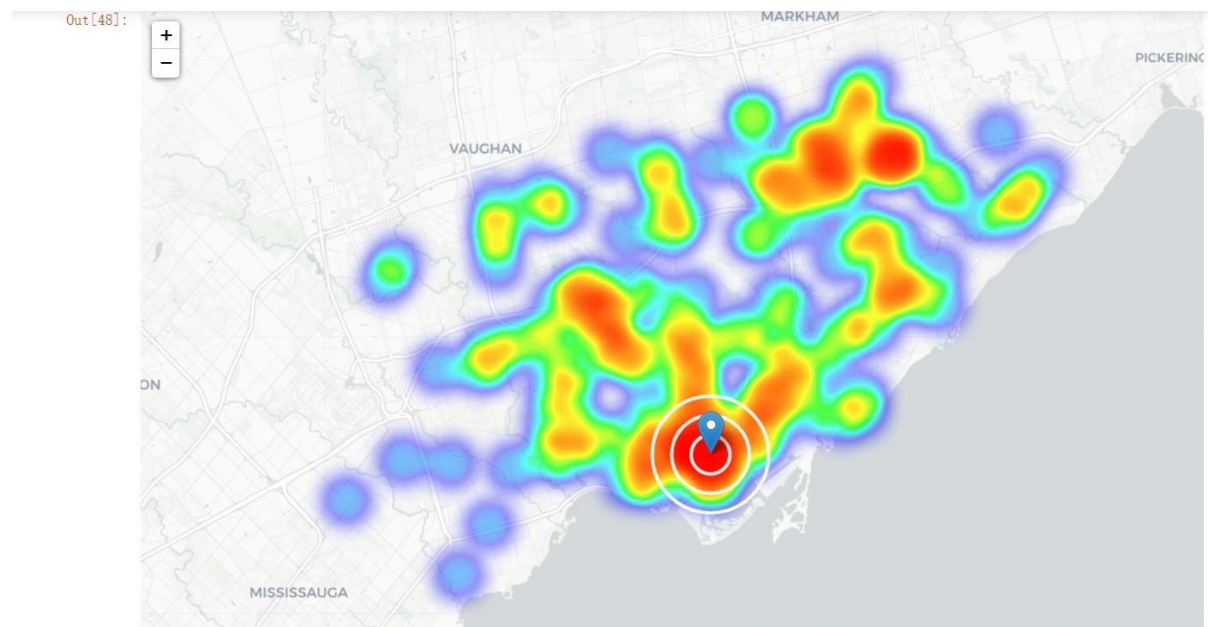 Out[48]:
MARKHAM
+
−
PICKERING
VAUGHAN
ON
MISSISSAUGA